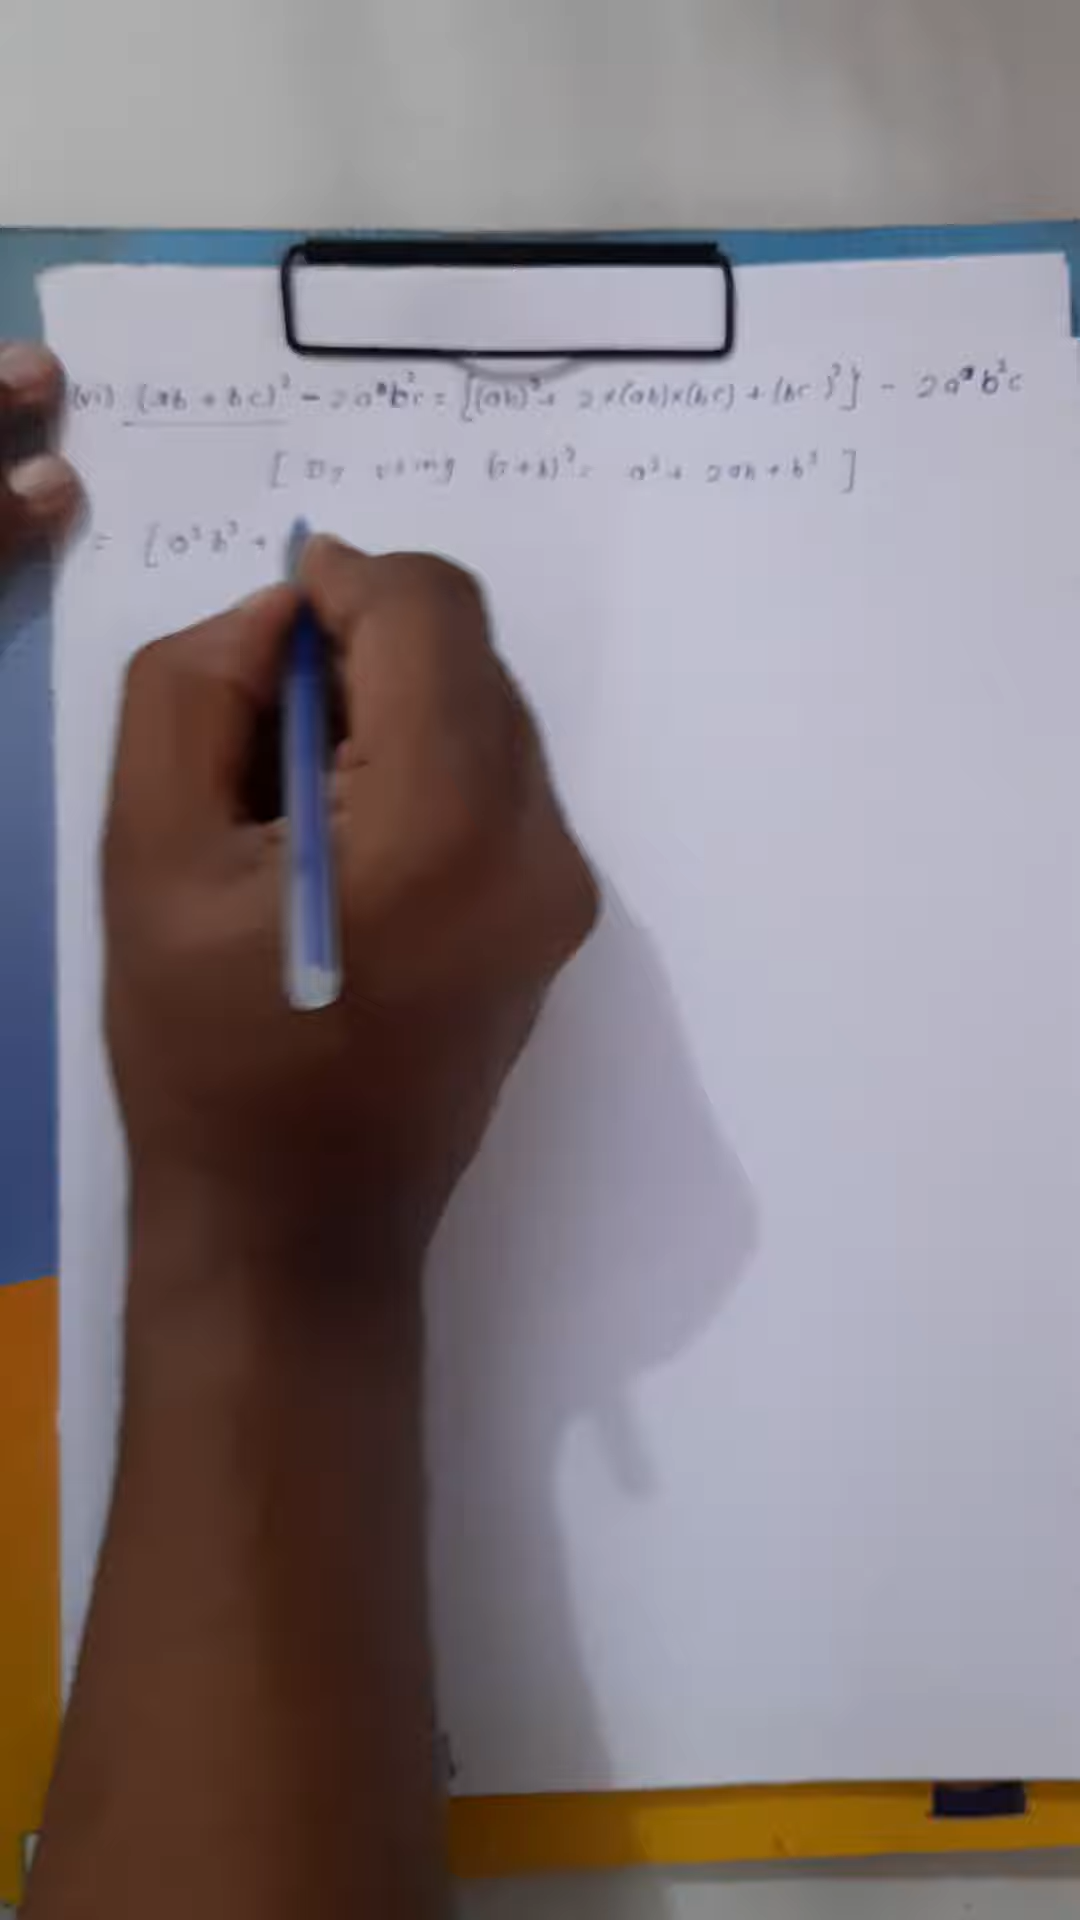 (vi) (ab + bc)² - 2a²b²c = [(ab)² + 2×(ab)×(bc) + (bc)²] - 2a²b²c
[ By using (a+b)² = a² + 2ab + b² ]
= [a²b² +